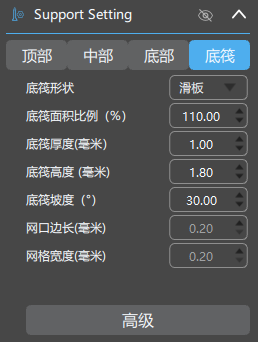 Support Setting
顶部 中部 底部 底筏
底筏形状 滑板
底筏面积比例（%） 110.00
底筏厚度(毫米) 1.00
底筏高度 (毫米) 1.80
底筏坡度（°） 30.00
网口边长(毫米) 0.20
网格宽度(毫米) 0.20
高级